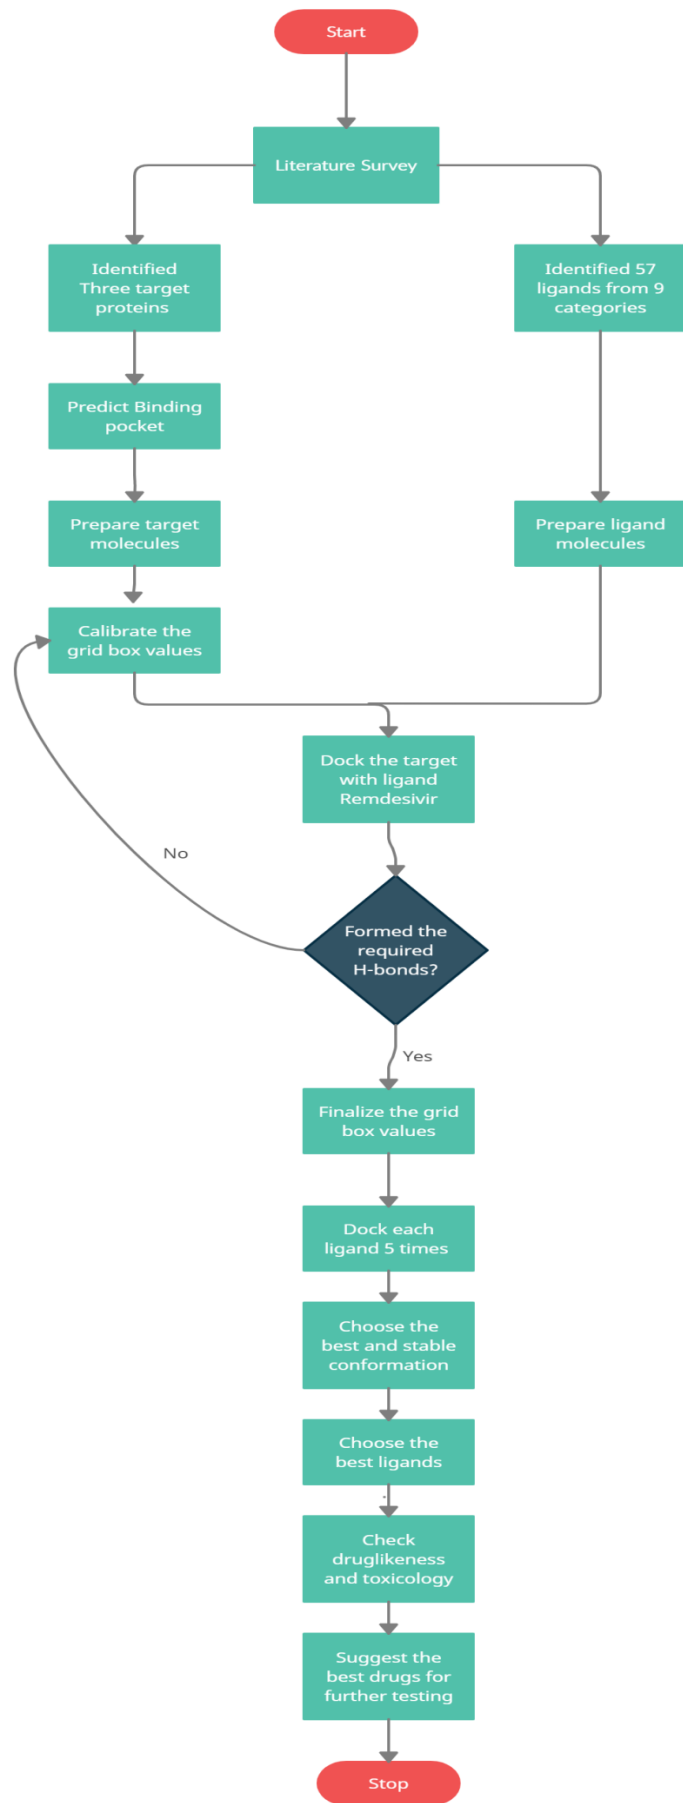 Start
Literature Survey
Identified
Three target
proteins
Identified 57
ligands from 9
categories
Predict Binding
pocket
Prepare target
molecules
Prepare ligand
molecules
Calibrate the
grid box values
Dock the target
with ligand
Remdesivir
No
Formed the
required
H-bonds?
Yes
Finalize the grid
box values
Dock each
ligand 5 times
Choose the
best and stable
conformation
Choose the
best ligands
Check
druglikeness
and toxicology
Suggest the
best drugs for
further testing
Stop